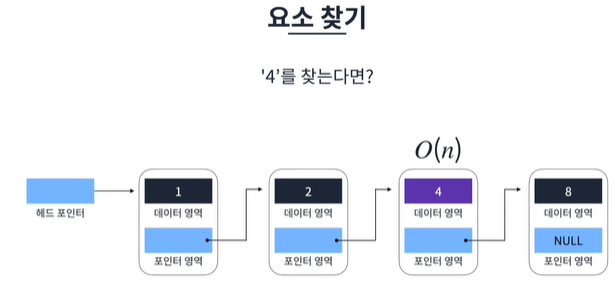 요소 찾기
'4’를 찾는다면?
O(n)
1 2 4 8
헤드 포인터 데이터 영역 데이터 영역 데이터 영역 데이터 영역
NULL
포인터 영역 포인터 영역 포인터 영역 포인터 영역